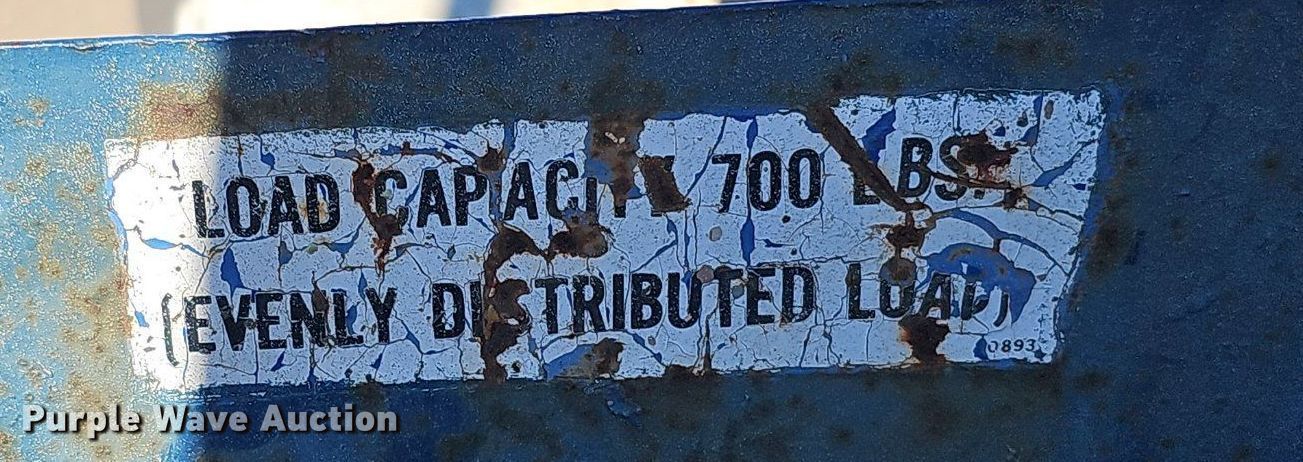 LOAD CAPACITY 700 LBS.
(EVENLY DISTRIBUTED LOAD)
0893
Purple Wave Auction